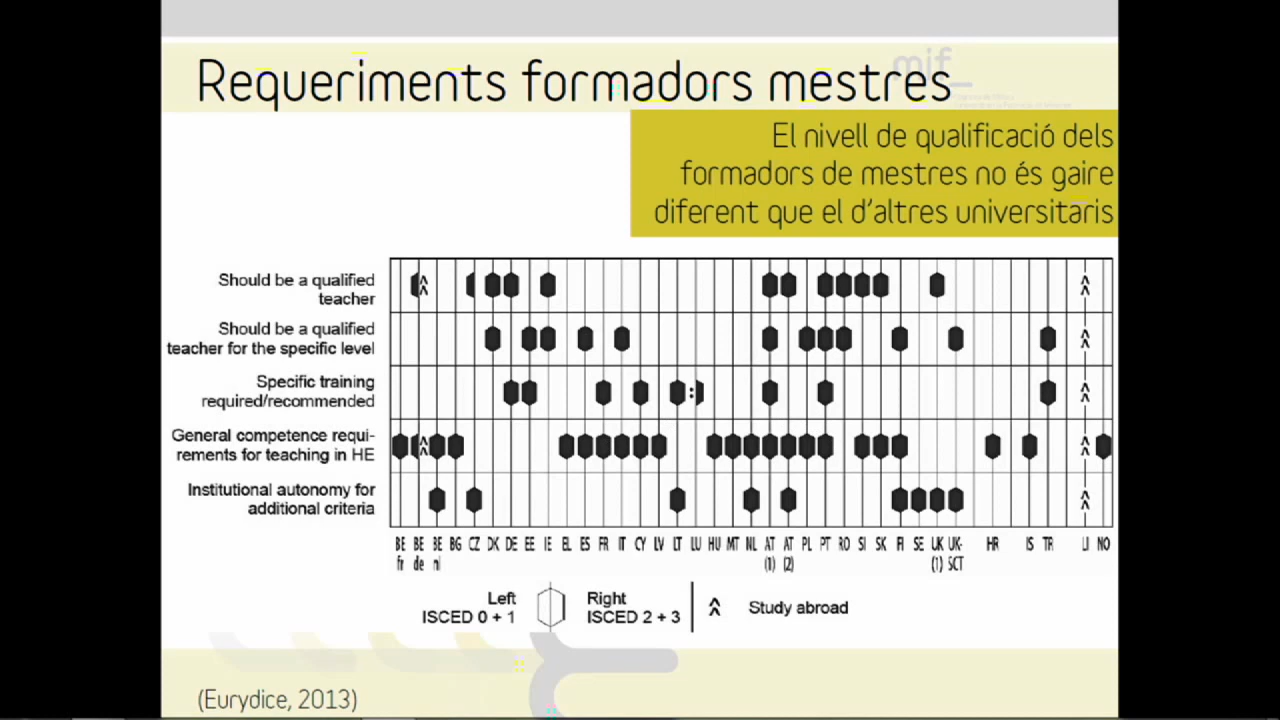 Requeriments formadors mestres
mif_
El nivell de qualificació dels
formadors de mestres no és gaire
diferent que el d'altres universitaris
Should be a qualified
teacher
Should be a qualified
teacher for the specific level
Specific training
required/recommended
:
General competence requi-
rements for teaching in HE
Institutional autonomy for
additional criteria
BE BE BE BG CZ DK DE EE IE EL ES FR IT CY LV LT LU HU MT NL AT AT PL PT RO SI SK FI SE UK UK- HR IS TR LI NO
fr de nl (1) (2) (1) SCT
Left Right
ISCED 0 + 1 ISCED 2 + 3 Study abroad
(Eurydice, 2013)